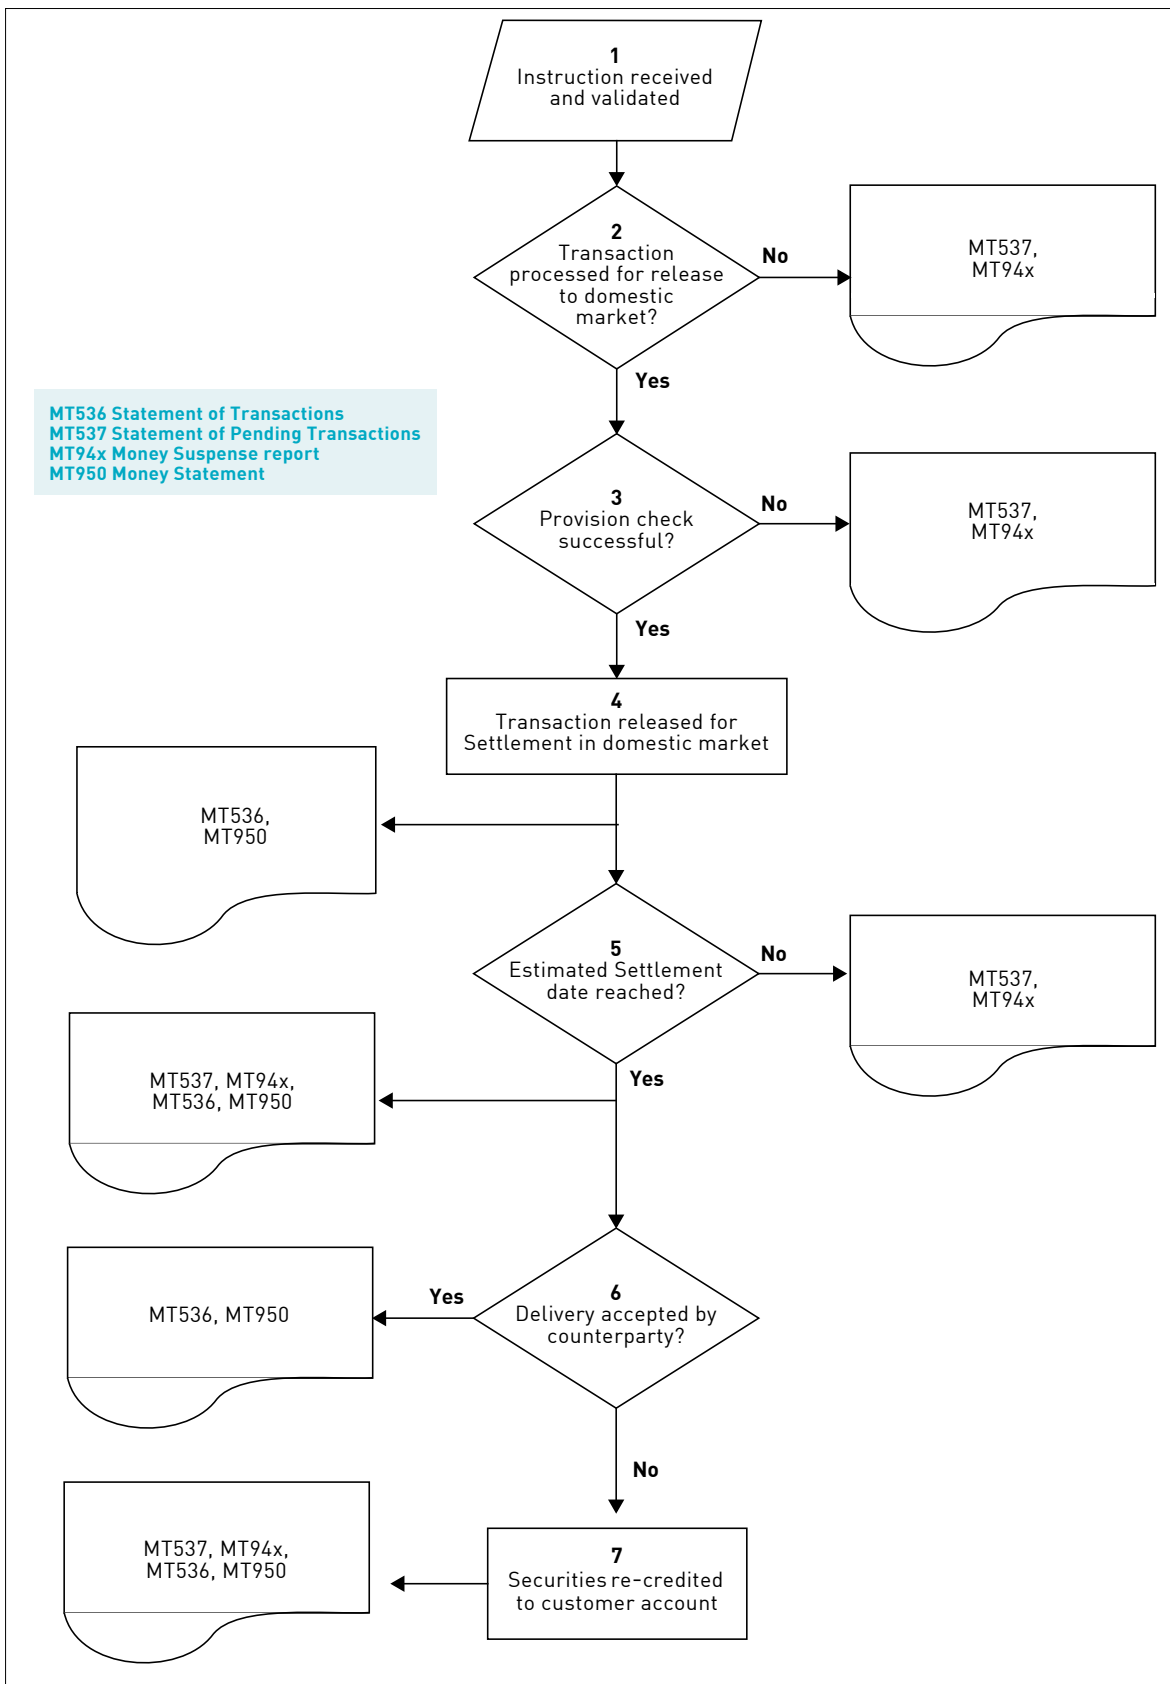 1
Instruction received
and validated
2
Transaction
processed for release
to domestic
market?
No
MT537,
MT94x
Yes
MT536 Statement of Transactions
MT537 Statement of Pending Transactions
MT94x Money Suspense report
MT950 Money Statement
3
Provision check
successful?
No
MT537,
MT94x
Yes
4
Transaction released for
Settlement in domestic market
MT536,
MT950
5
Estimated Settlement
date reached?
No
MT537,
MT94x
Yes
MT537, MT94x,
MT536, MT950
6
Delivery accepted by
counterparty?
Yes
MT536, MT950
No
7
Securities re-credited
to customer account
MT537, MT94x,
MT536, MT950